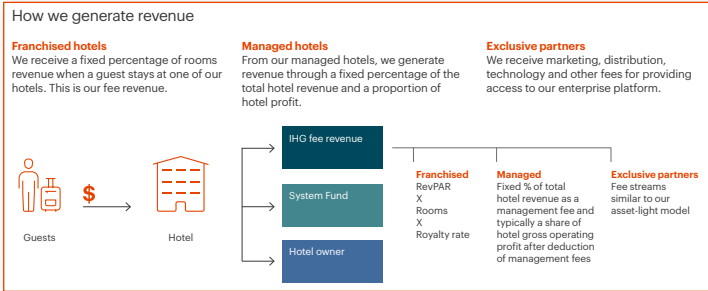 How we generate revenue
Franchised hotels
We receive a fixed percentage of rooms
revenue when a guest stays at one of our
hotels. This is our fee revenue.
Managed hotels
From our managed hotels, we generate
revenue through a fixed percentage of the
total hotel revenue and a proportion of
hotel profit.
Exclusive partners
We receive marketing, distribution,
technology and other fees for providing
access to our enterprise platform.
$
Guests
Hotel
IHG fee revenue
System Fund
Hotel owner
Franchised
RevPAR
X
Rooms
X
Royalty rate
Managed
Fixed % of total
hotel revenue as a
management fee and
typically a share of
hotel gross operating
profit after deduction
of management fees
Exclusive partners
Fee streams
similar to our
asset-light model